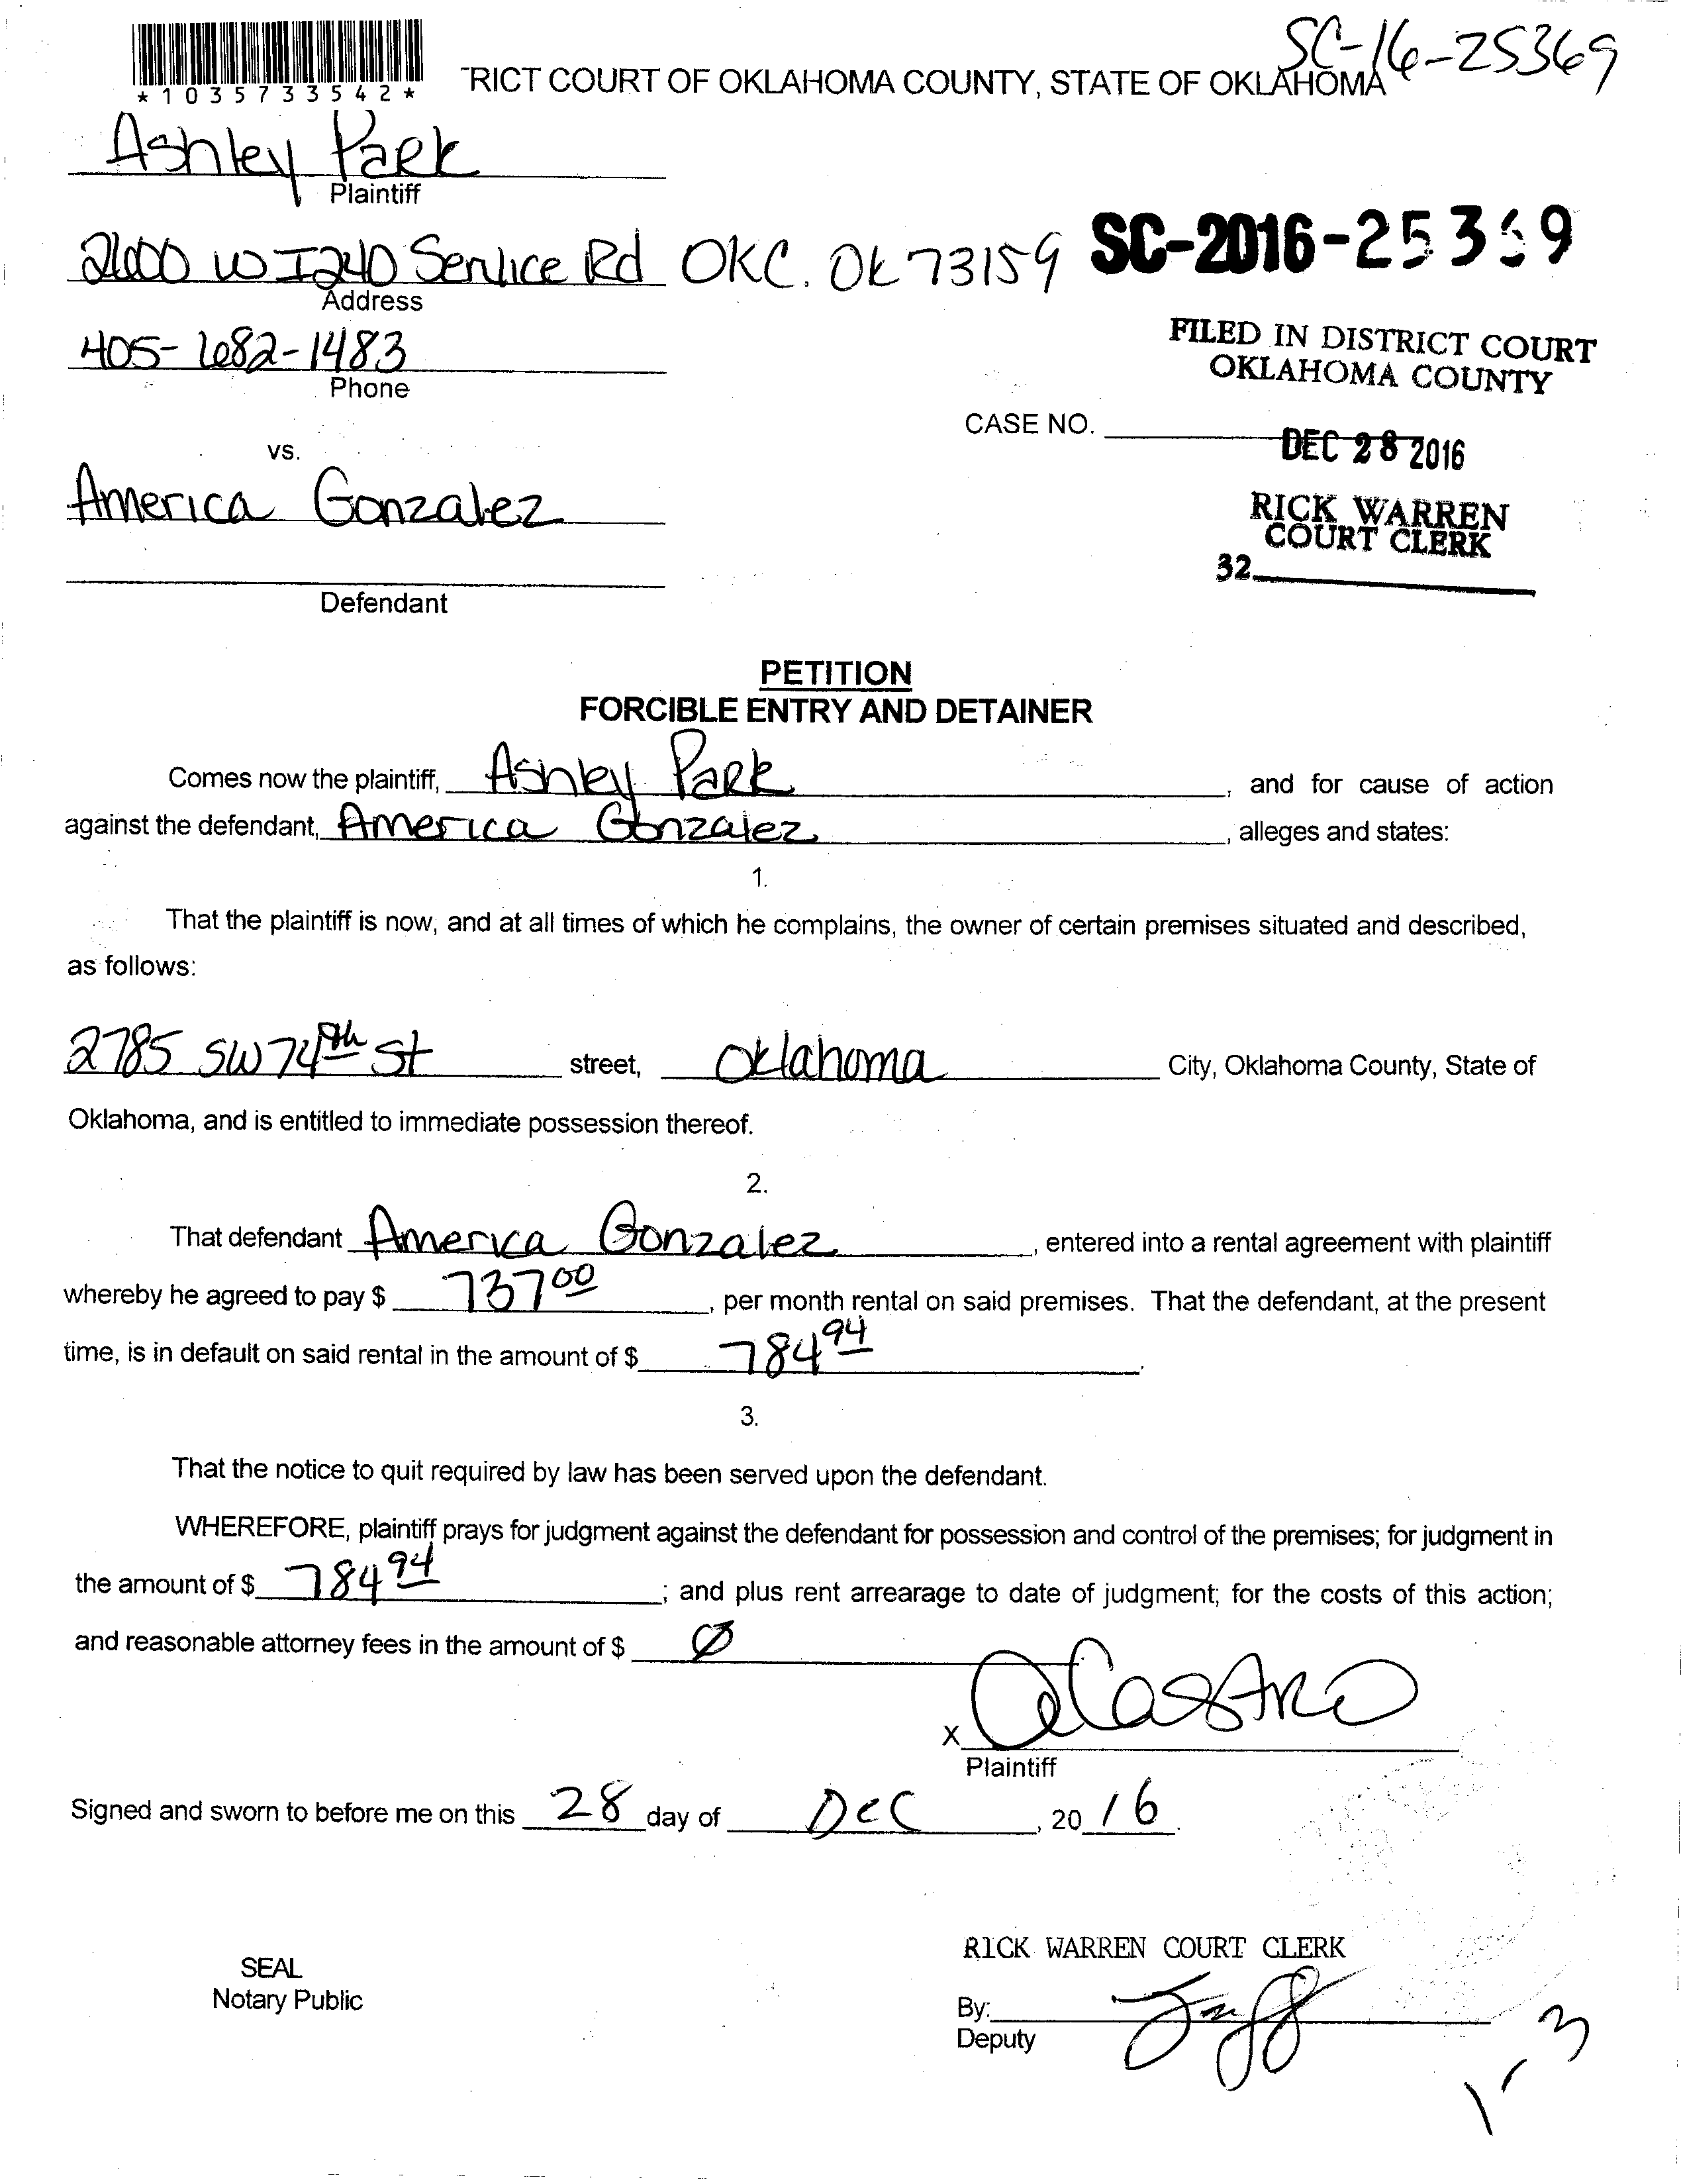 SC-16-25369
*1035733542*
TRICT COURT OF OKLAHOMA COUNTY, STATE OF OKLAHOMA
Ashley Park
Plaintiff
2600 W I240 Service Rd OKC. OK 73159
SC-2016-25369
Address
405-682-1483
Phone
FILED IN DISTRICT COURT
OKLAHOMA COUNTY
CASE NO.
DEC 28 2016
vs.
America Gonzalez
RICK WARREN
COURT CLERK
32
Defendant
PETITION
FORCIBLE ENTRY AND DETAINER
Comes now the plaintiff, Ashley Park, and for cause of action
against the defendant, America Gonzalez, alleges and states:
1.
That the plaintiff is now, and at all times of which he complains, the owner of certain premises situated and described,
as follows:
2785 SW 74th St street, Oklahoma City, Oklahoma County, State of
Oklahoma, and is entitled to immediate possession thereof.
2.
That defendant America Gonzalez, entered into a rental agreement with plaintiff
whereby he agreed to pay $ 737 00, per month rental on said premises. That the defendant, at the present
time, is in default on said rental in the amount of $ 784 94.
3.
That the notice to quit required by law has been served upon the defendant.
WHEREFORE, plaintiff prays for judgment against the defendant for possession and control of the premises; for judgment in
the amount of $ 784 94; and plus rent arrearage to date of judgment; for the costs of this action;
and reasonable attorney fees in the amount of $ Ø
X aCastro
Plaintiff
Signed and sworn to before me on this 28 day of Dec, 20 16.
RICK WARREN COURT CLERK
SEAL
Notary Public
By:
Deputy
1-3